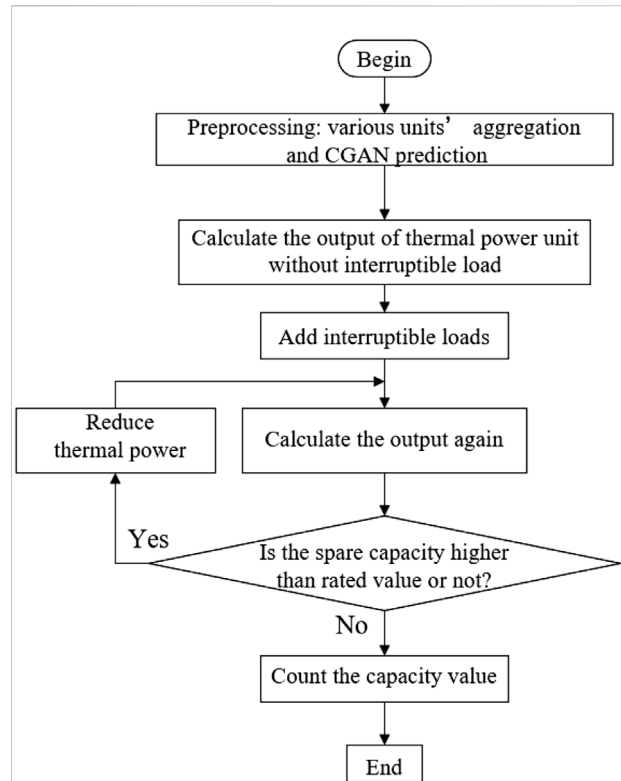 Begin
Preprocessing: various units’ aggregation
and CGAN prediction
Calculate the output of thermal power unit
without interruptible load
Add interruptible loads
Reduce
thermal power
Calculate the output again
Yes
Is the spare capacity higher
than rated value or not?
No
Count the capacity value
End